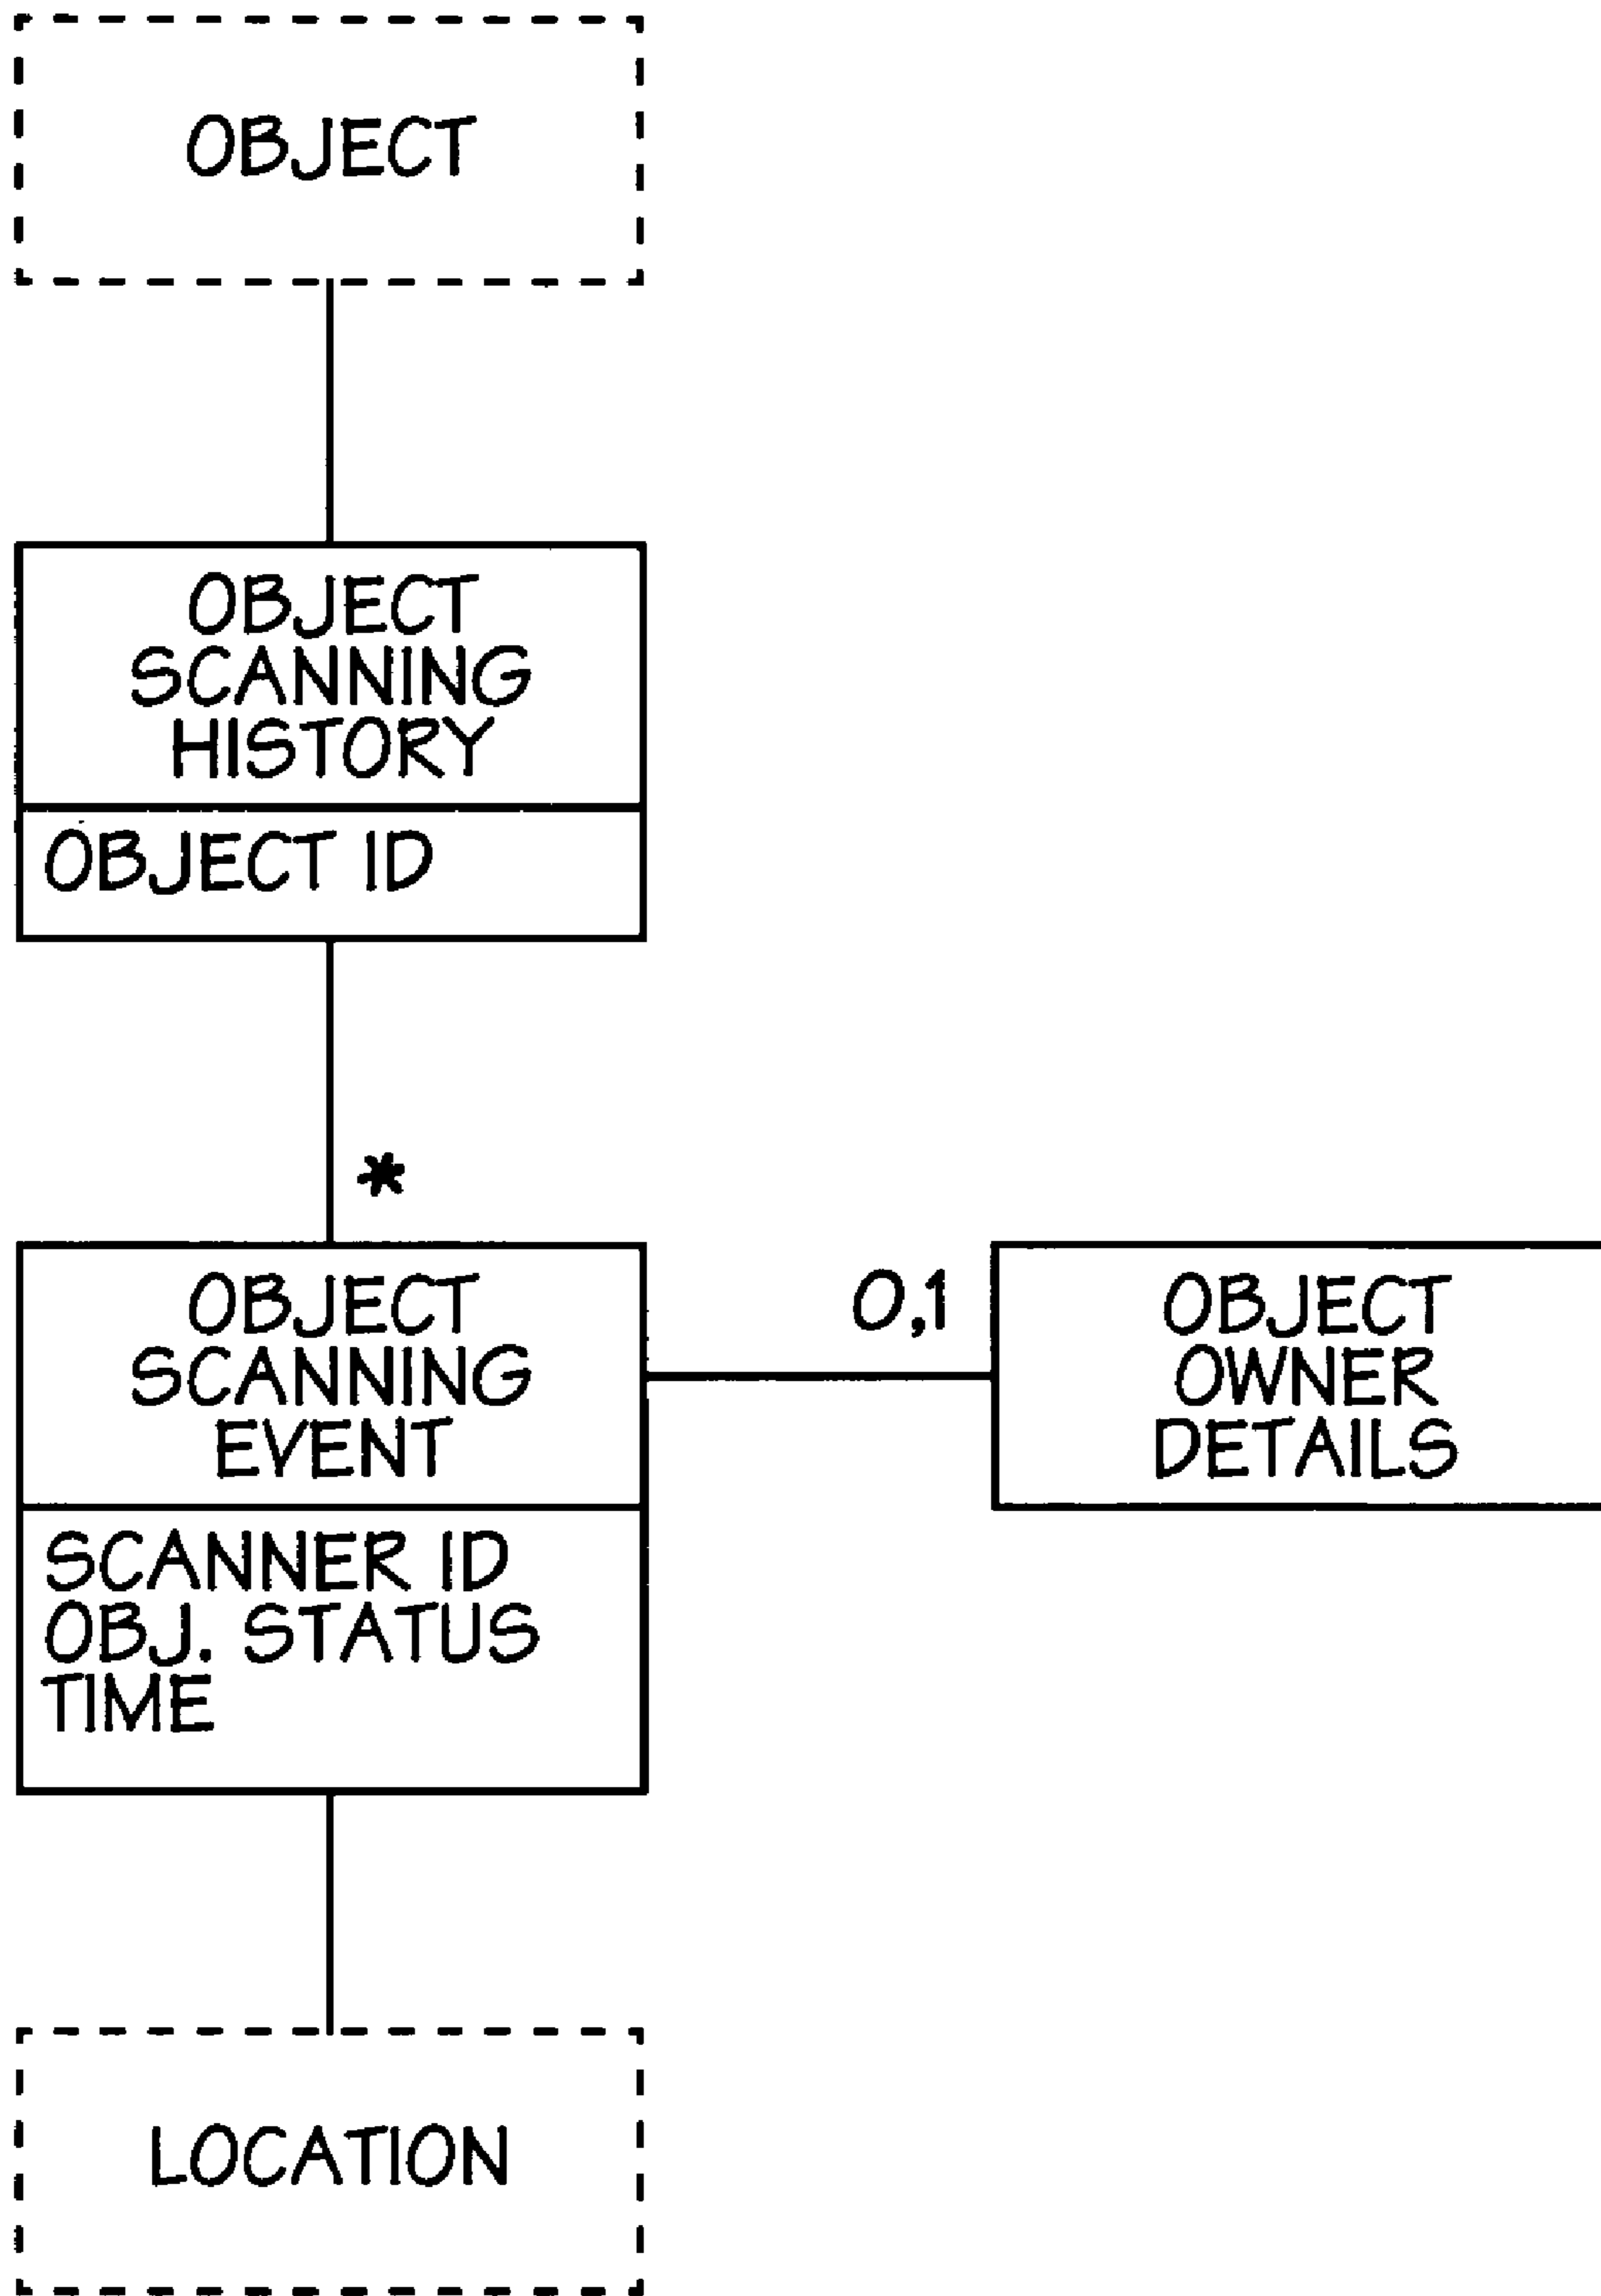 OBJECT
OBJECT
SCANNING
HISTORY
OBJECT ID
*
OBJECT
SCANNING
EVENT
0,1
OBJECT
OWNER
DETAILS
SCANNER ID
OBJ. STATUS
TIME
LOCATION